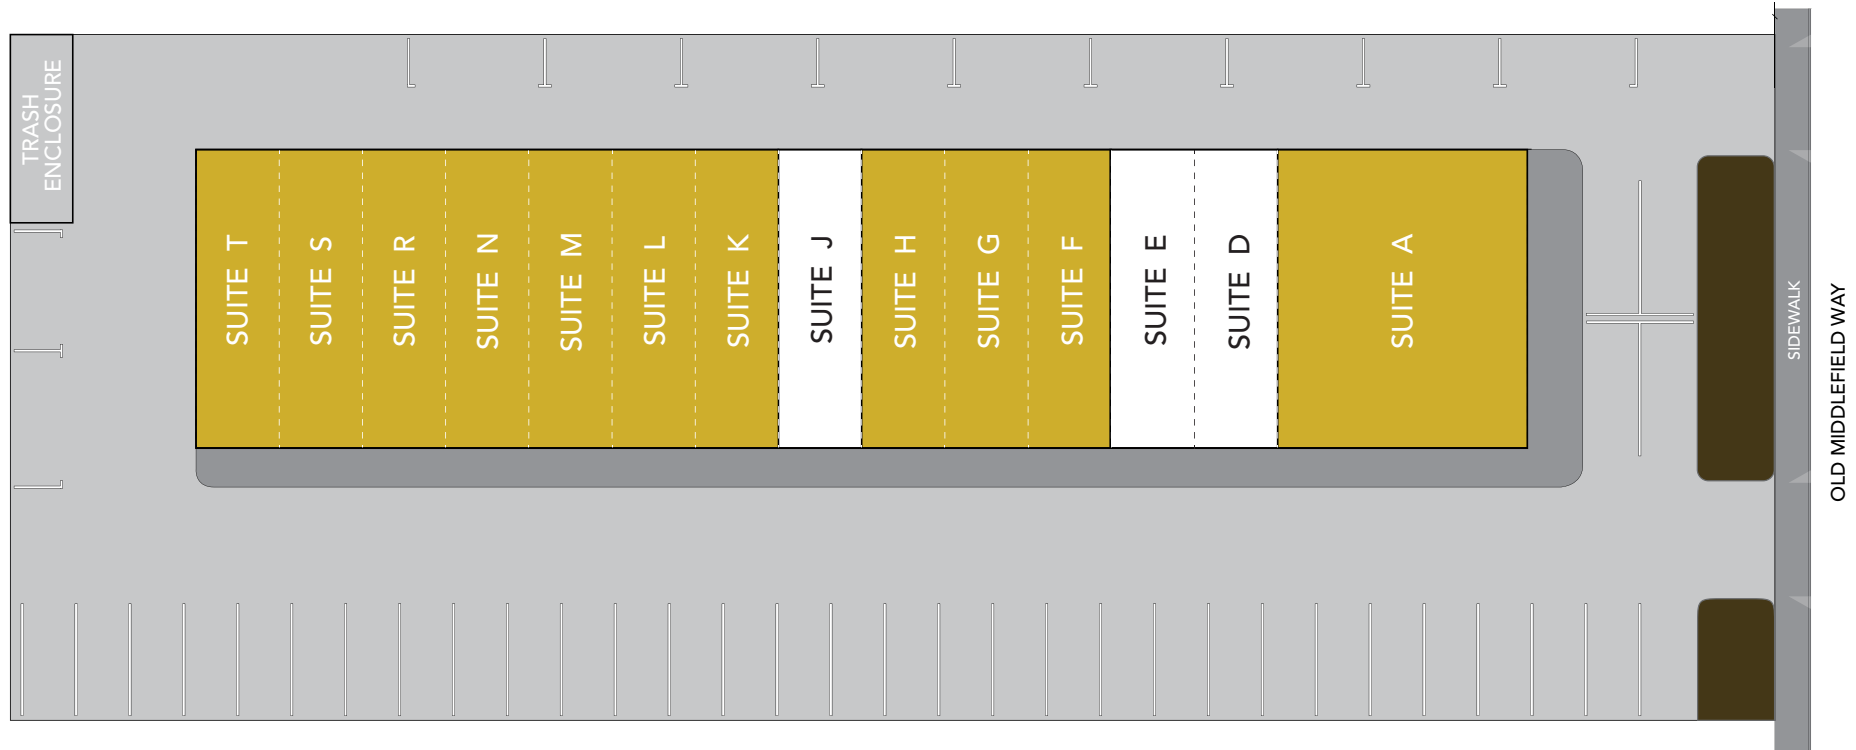 TRASH
ENCLOSURE
SUITE T
SUITE S
SUITE R
SUITE N
SUITE M
SUITE L
SUITE K
SUITE J
SUITE H
SUITE G
SUITE F
SUITE E
SUITE D
SUITE A
SIDEWALK
OLD MIDDLEFIELD WAY